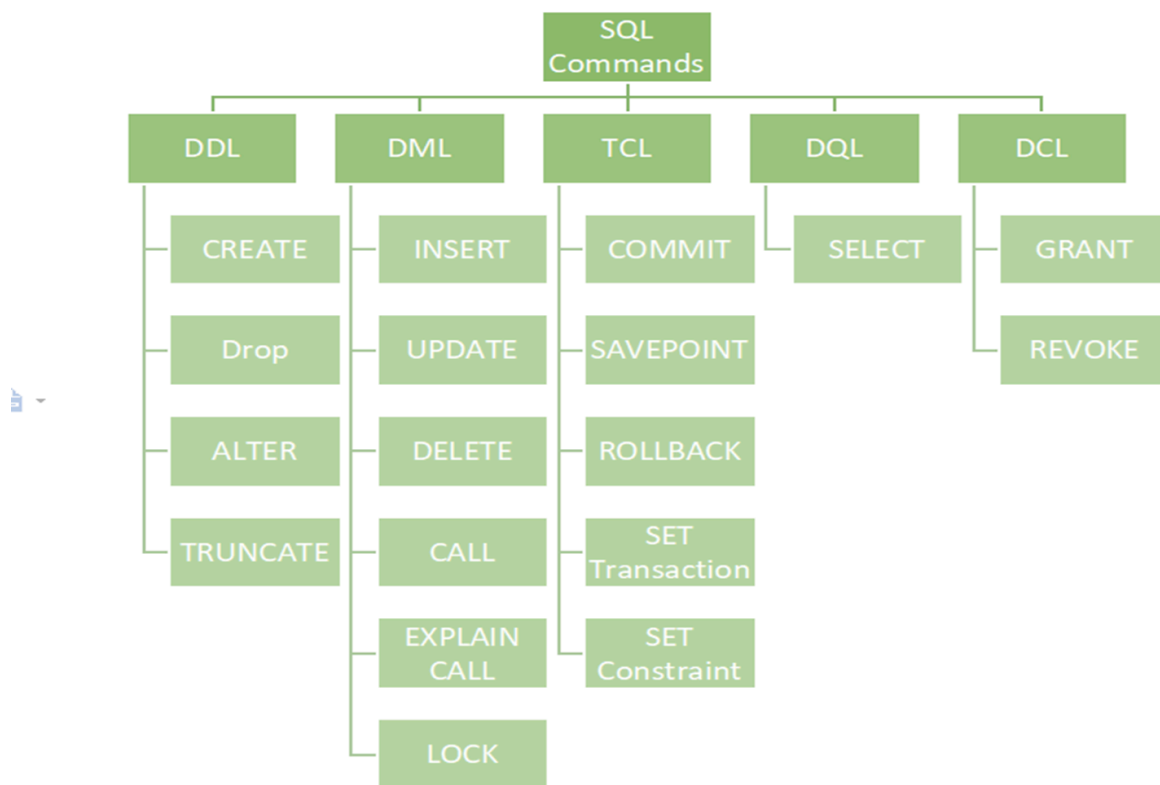 SQL
Commands
DDL
DML
TCL
DQL
DCL
CREATE
INSERT
COMMIT
SELECT
GRANT
Drop
UPDATE
SAVEPOINT
REVOKE
ALTER
DELETE
ROLLBACK
TRUNCATE
CALL
SET
Transaction
EXPLAIN
CALL
SET
Constraint
LOCK